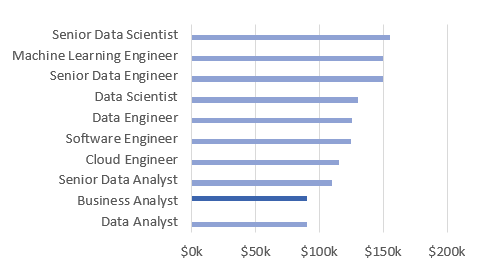 Senior Data Scientist
Machine Learning Engineer
Senior Data Engineer
Data Scientist
Data Engineer
Software Engineer
Cloud Engineer
Senior Data Analyst
Business Analyst
Data Analyst
$0k $50k $100k $150k $200k